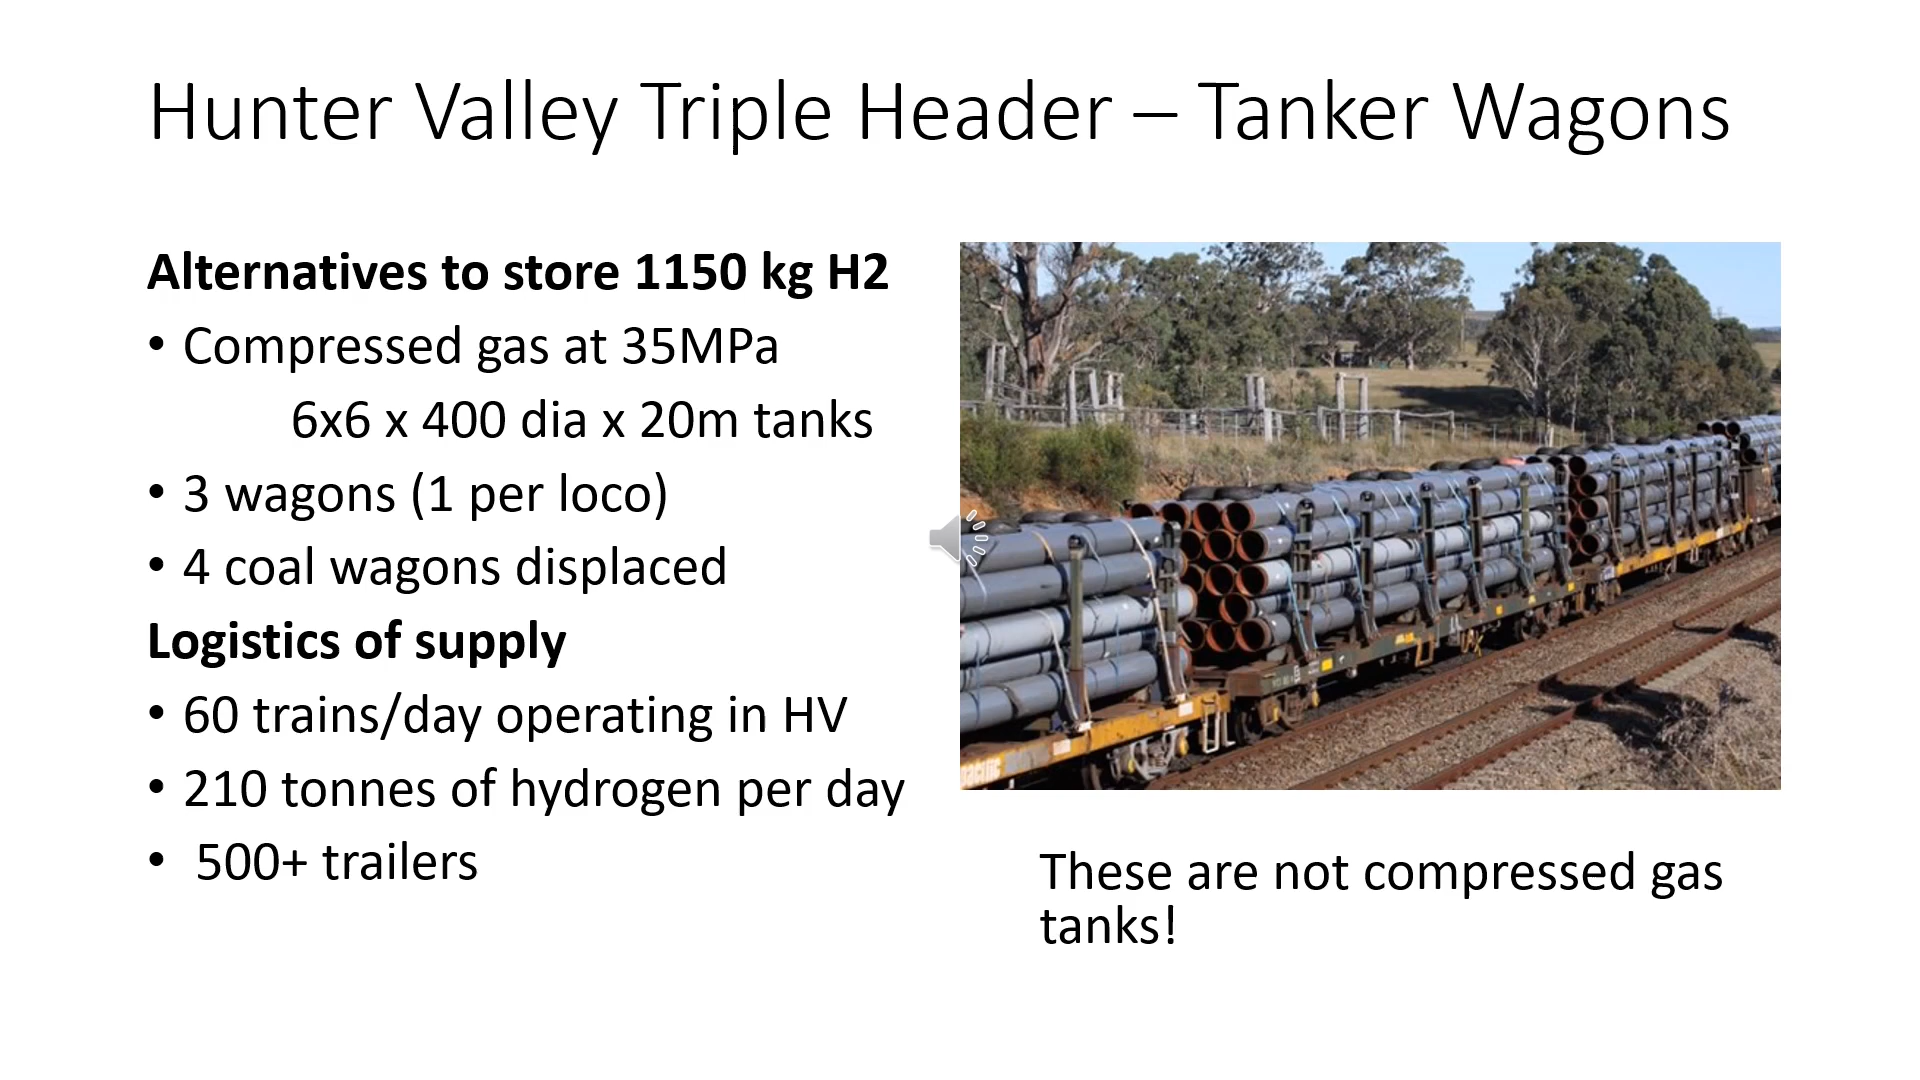 Hunter Valley Triple Header – Tanker Wagons
Alternatives to store 1150 kg H2
• Compressed gas at 35MPa
6x6 x 400 dia x 20m tanks
• 3 wagons (1 per loco)
• 4 coal wagons displaced
Logistics of supply
• 60 trains/day operating in HV
• 210 tonnes of hydrogen per day
• 500+ trailers
These are not compressed gas
tanks!